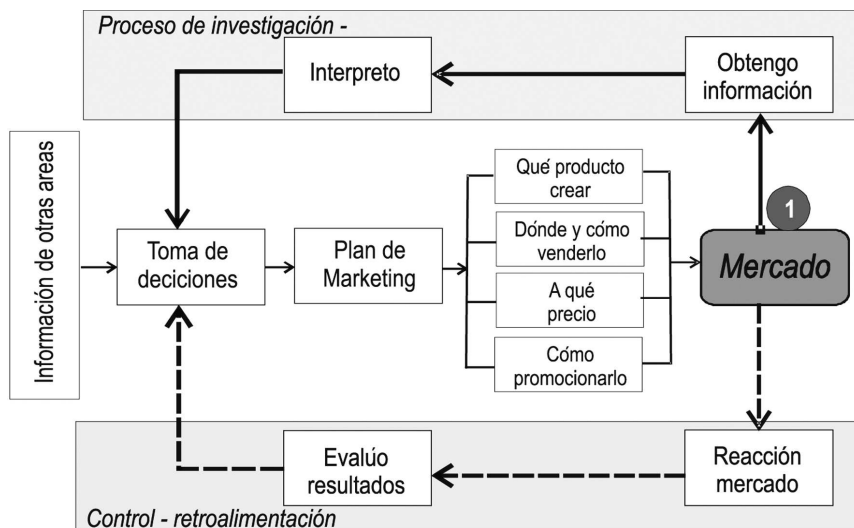 Proceso de investigación -
Interpreto
Obtengo
información
Información de otras areas
Toma de
deciciones
Plan de
Marketing
Qué producto
crear
Dónde y cómo
venderlo
A qué
precio
Cómo
promocionarlo
1
Mercado
Evalúo
resultados
Reacción
mercado
Control - retroalimentación